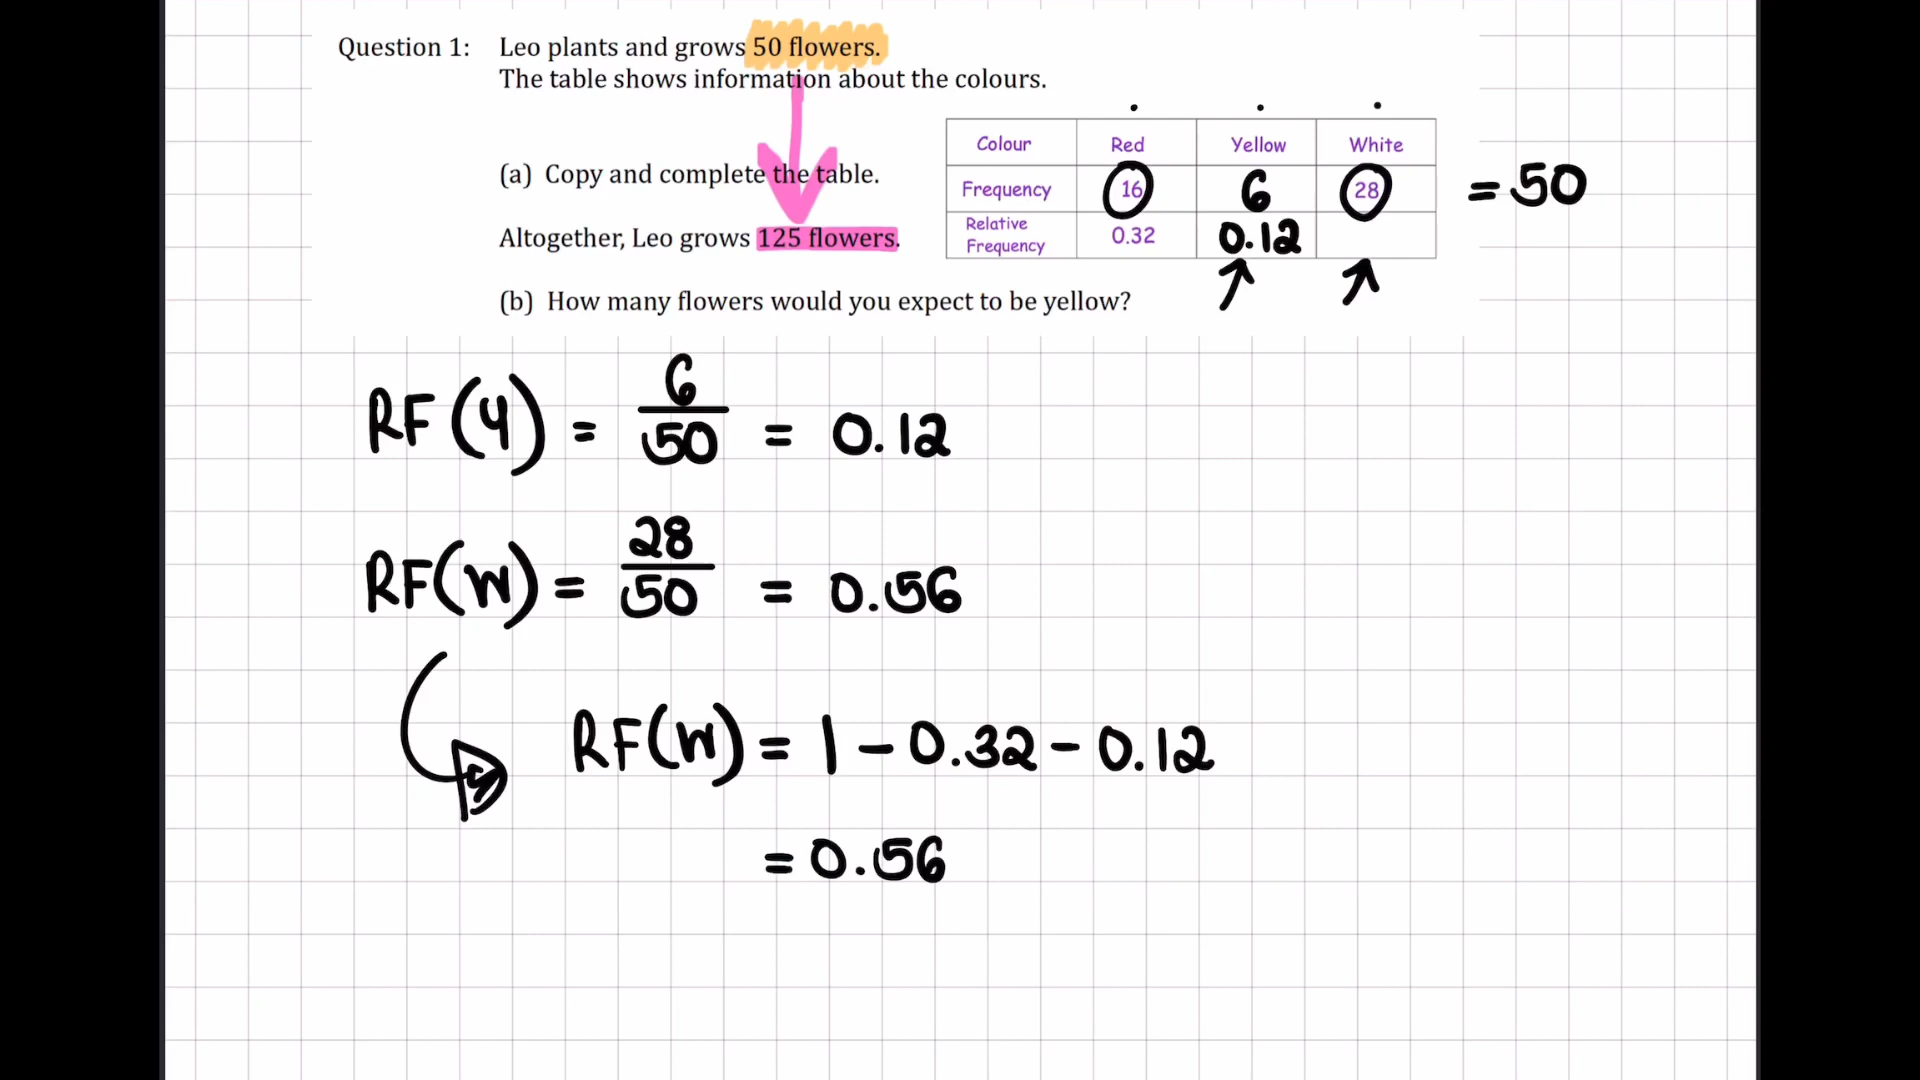 Question 1: Leo plants and grows 50 flowers.
The table shows information about the colours.
(a) Copy and complete the table.
Altogether, Leo grows 125 flowers.
(b) How many flowers would you expect to be yellow?
Colour Red Yellow White
Frequency 16 6 28 = 50
Relative Frequency 0.32 0.12
RF(Y) = 6/50 = 0.12
RF(W) = 28/50 = 0.56
RF(W) = 1 - 0.32 - 0.12
= 0.56